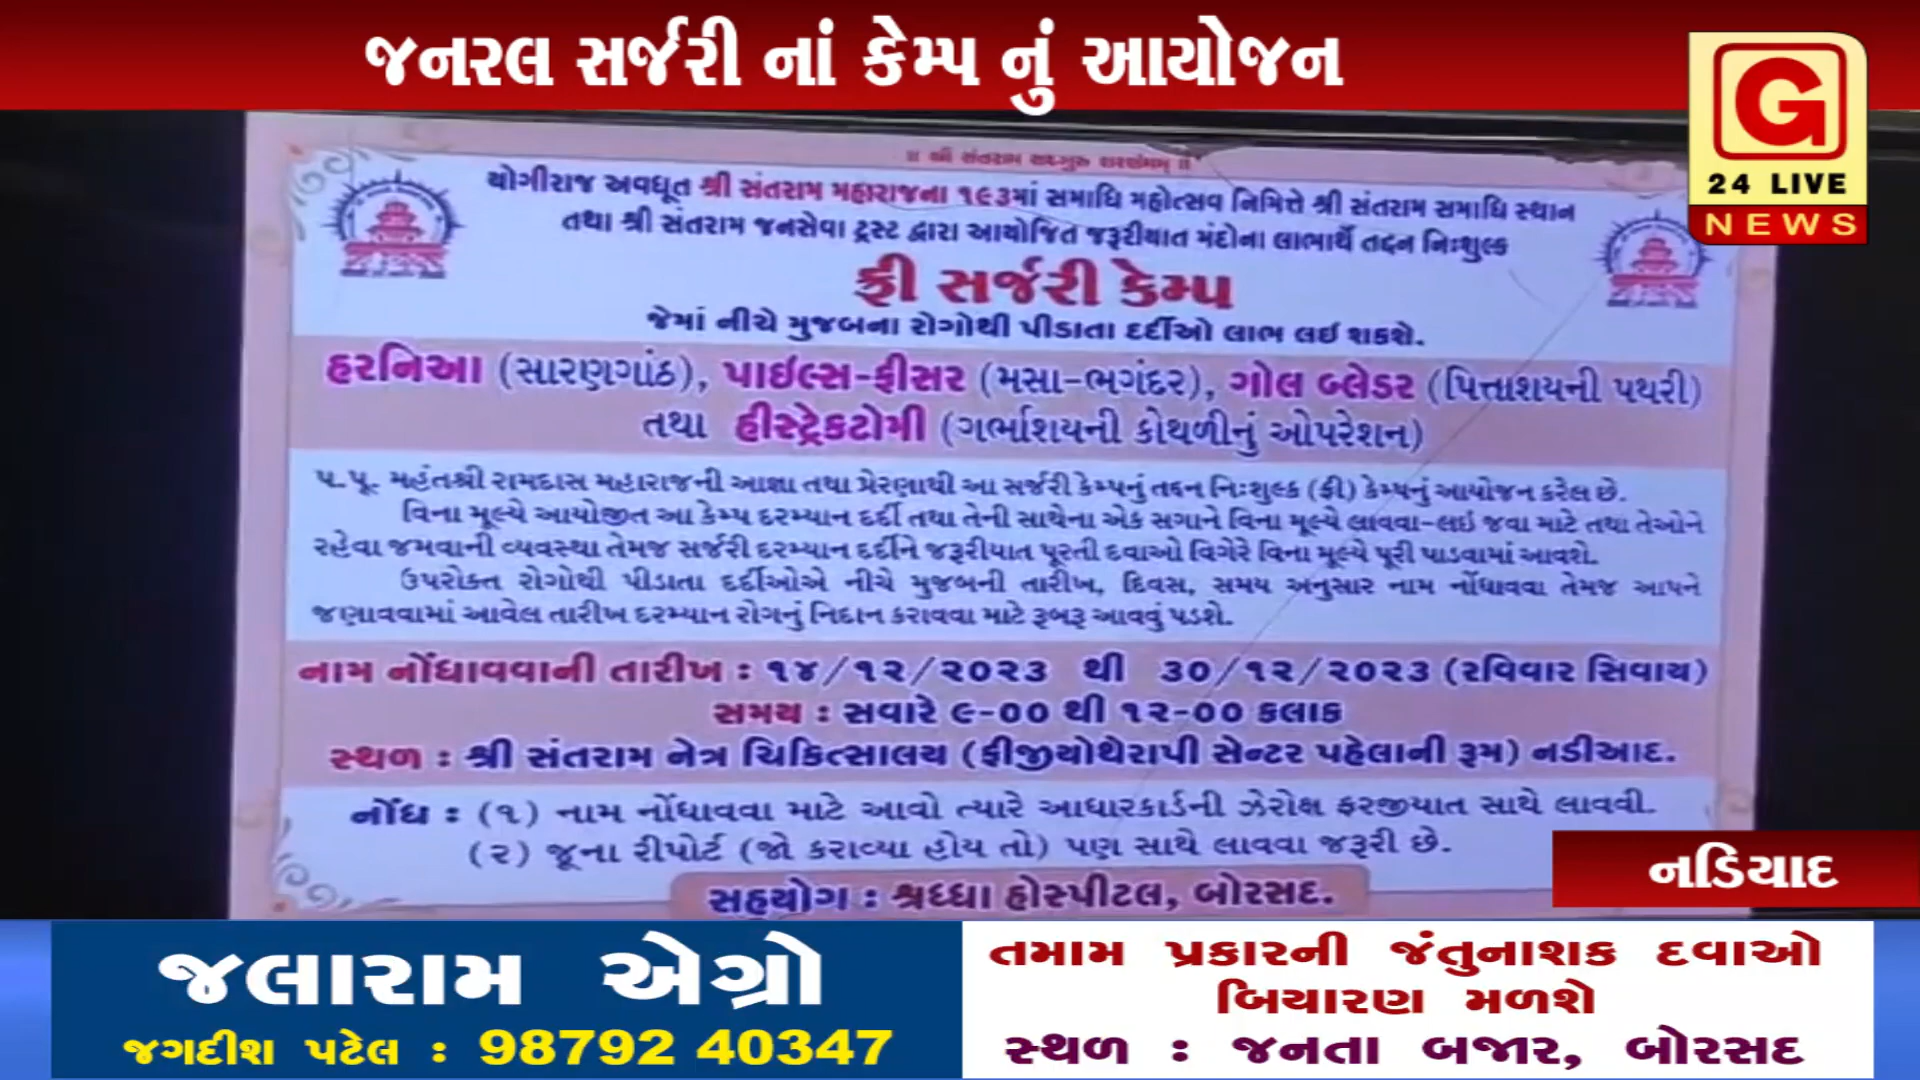 જનરલ સર્જરી નાં કેમ્પ નું આયોજન
G
24 LIVE
NEWS
॥ શ્રી સંતરામ સદ્‌ગુરુ શરણંમમ્ ॥
યોગીરાજ અવધૂત શ્રી સંતરામ મહારાજના ૧૯૩માં સમાધિ મહોત્સવ નિમિત્તે શ્રી સંતરામ સમાધિ સ્થાન
તથા શ્રી સંતરામ જનસેવા ટ્રસ્ટ દ્વારા આયોજિત જરૂરીયાત મંદોના લાભાર્થે તદ્દન નિઃશુલ્ક
ફ્રી સર્જરી કેમ્પ
જેમાં નીચે મુજબના રોગોથી પીડાતા દર્દીઓ લાભ લઈ શકશે.
હરનિઆ (સારણગાંઠ), પાઈલ્સ-ફીસર (મસા-ભગંદર), ગોલ બ્લેડર (પિત્તાશયની પથરી)
તથા હીસ્ટ્રેકટોમી (ગર્ભાશયની કોથળીનું ઓપરેશન)
પ.પૂ. મહંતશ્રી રામદાસ મહારાજની આજ્ઞા તથા પ્રેરણાથી આ સર્જરી કેમ્પનું તદ્દન નિઃશુલ્ક (ફ્રી) કેમ્પનું આયોજન કરેલ છે.
વિના મૂલ્યે આયોજીત આ કેમ્પ દરમ્યાન દર્દી તથા તેની સાથેના એક સગાને વિના મૂલ્યે લાવવા-લઇ જવા માટે તથા તેઓને
રહેવા જમવાની વ્યવસ્થા તેમજ સર્જરી દરમ્યાન દર્દીને જરૂરીયાત પૂરતી દવાઓ વિગેરે વિના મૂલ્યે પૂરી પાડવામાં આવશે.
ઉપરોક્ત રોગોથી પીડાતા દર્દીઓએ નીચે મુજબની તારીખ, દિવસ, સમય અનુસાર નામ નોંધાવવા તેમજ આપને
જણાવવામાં આવેલ તારીખ દરમ્યાન રોગનું નિદાન કરાવવા માટે રૂબરૂ આવવું પડશે.
નામ નોંધાવવાની તારીખ : ૧૪/૧૨/૨૦૨૩ થી ૩૦/૧૨/૨૦૨૩ (રવિવાર સિવાય)
સમય : સવારે ૯-૦૦ થી ૧૨-૦૦ કલાક
સ્થળ : શ્રી સંતરામ નેત્ર ચિકિત્સાલય (ફીજીયોથેરાપી સેન્ટર પહેલાની રૂમ) નડીઆદ.
નોંધ : (૧) નામ નોંધાવવા માટે આવો ત્યારે આધારકાર્ડની ઝેરોક્ષ ફરજીયાત સાથે લાવવી.
(૨) જૂના રીપોર્ટ (જો કરાવ્યા હોય તો) પણ સાથે લાવવા જરૂરી છે.
સહયોગ : શ્રધ્ધા હોસ્પીટલ, બોરસદ.
નડિયાદ
જલારામ એગ્રો
જગદીશ પટેલ : 98792 40347
તમામ પ્રકારની જંતુનાશક દવાઓ
બિયારણ મળશે
સ્થળ : જનતા બજાર, બોરસદ